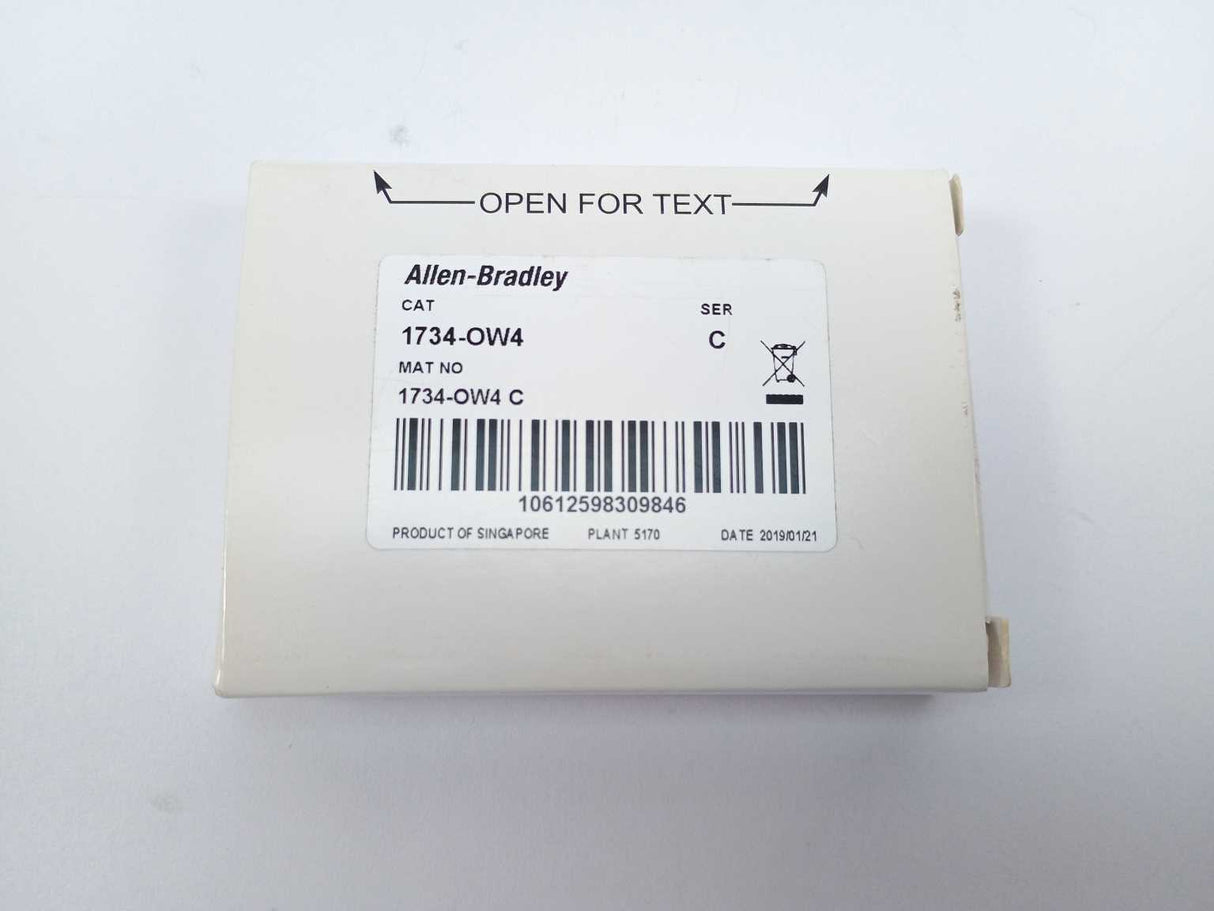 OPEN FOR TEXT
Allen-Bradley
CAT SER
1734-OW4 C
MAT NO
1734-OW4 C
10612598309846
PRODUCT OF SINGAPORE PLANT 5170 DATE 2019/01/21